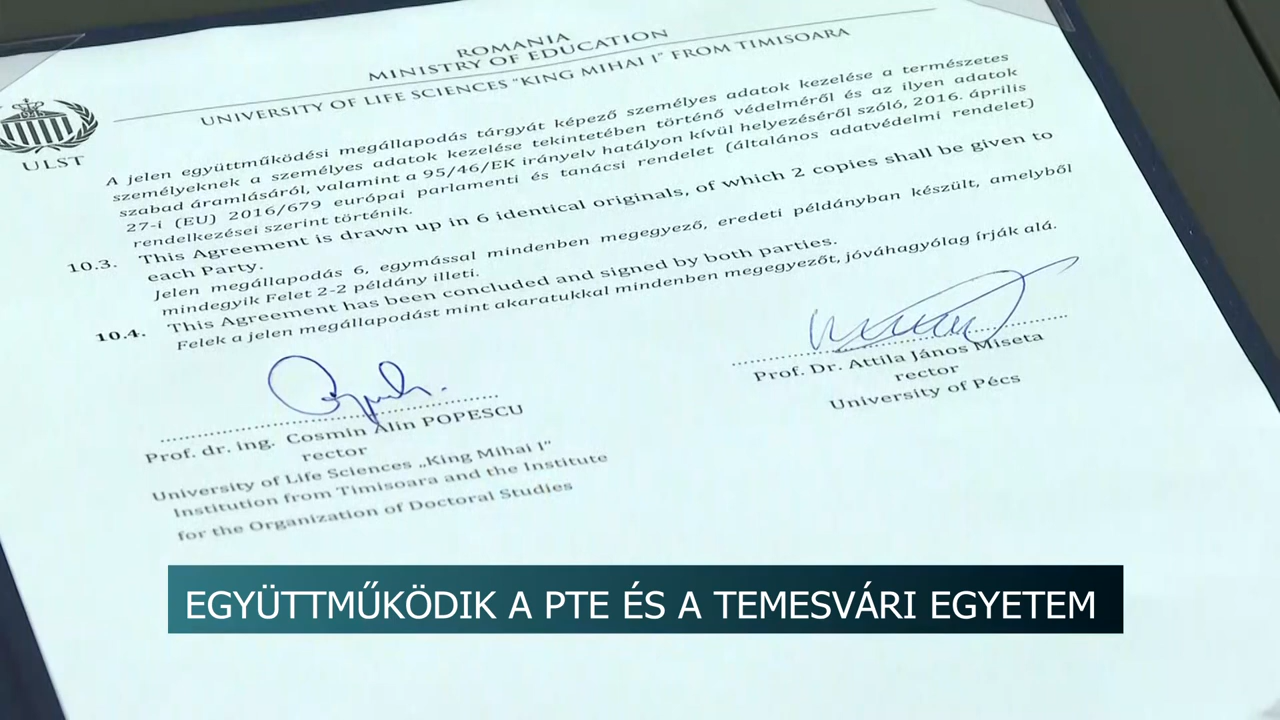 ROMANIA
MINISTRY OF EDUCATION
UNIVERSITY OF LIFE SCIENCES "KING MIHAI I" FROM TIMISOARA
ULST
A jelen együttműködési megállapodás tárgyát képező személyes adatok kezelése a természetes
személyeknek a személyes adatok kezelése tekintetében történő védelméről és az ilyen adatok
szabad áramlásáról, valamint a 95/46/EK irányelv hatályon kívül helyezéséről szóló, 2016. április
27-i (EU) 2016/679 európai parlamenti és tanácsi rendelet (általános adatvédelmi rendelet)
rendelkezései szerint történik.
10.3. This Agreement is drawn up in 6 identical originals, of which 2 copies shall be given to
each Party.
Jelen megállapodás 6, egymással mindenben megegyező, eredeti példányban készült, amelyből
mindegyik Felet 2-2 példány illeti.
10.4. This Agreement has been concluded and signed by both parties.
Felek a jelen megállapodást mint akaratukkal mindenben megegyezőt, jóváhagyólag írják alá.
Prof. dr. ing. Cosmin Alin POPESCU
rector
University of Life Sciences „King Mihai I"
Institution from Timisoara and the Institute
for the Organization of Doctoral Studies
Prof. Dr. Attila János Miseta
rector
University of Pécs
EGYÜTTMŰKÖDIK A PTE ÉS A TEMESVÁRI EGYETEM